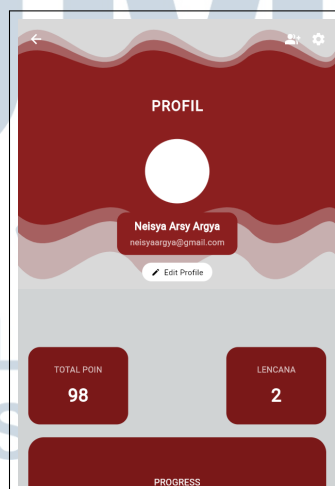 PROFIL
Neisya Arsy Argya
neisyaargya@gmail.com
Edit Profile
TOTAL POIN
98
LENCANA
2
PROGRESS